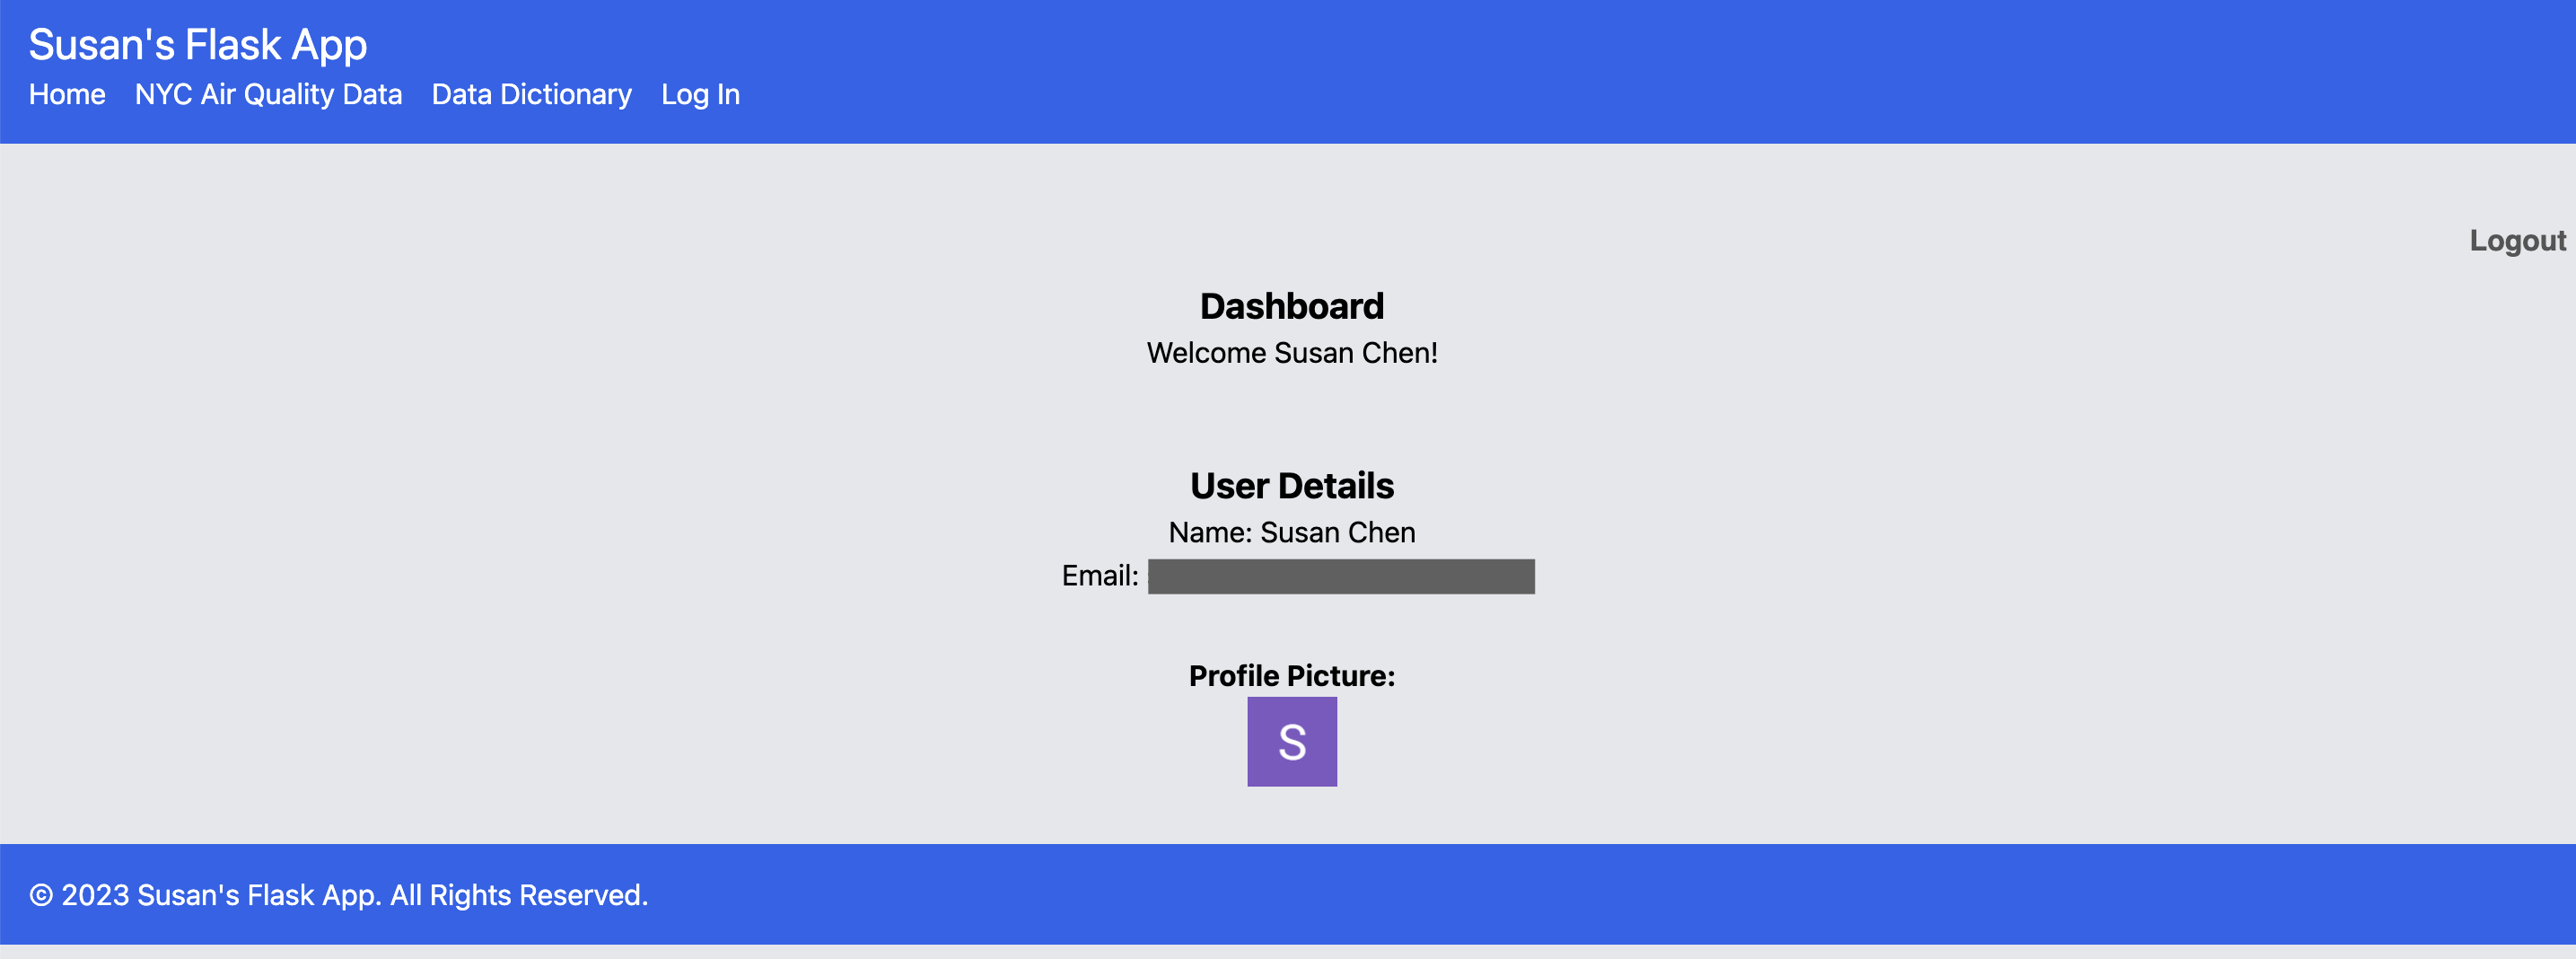 Susan's Flask App
Home NYC Air Quality Data Data Dictionary Log In
Logout
Dashboard
Welcome Susan Chen!
User Details
Name: Susan Chen
Email:
Profile Picture:
S
© 2023 Susan's Flask App. All Rights Reserved.